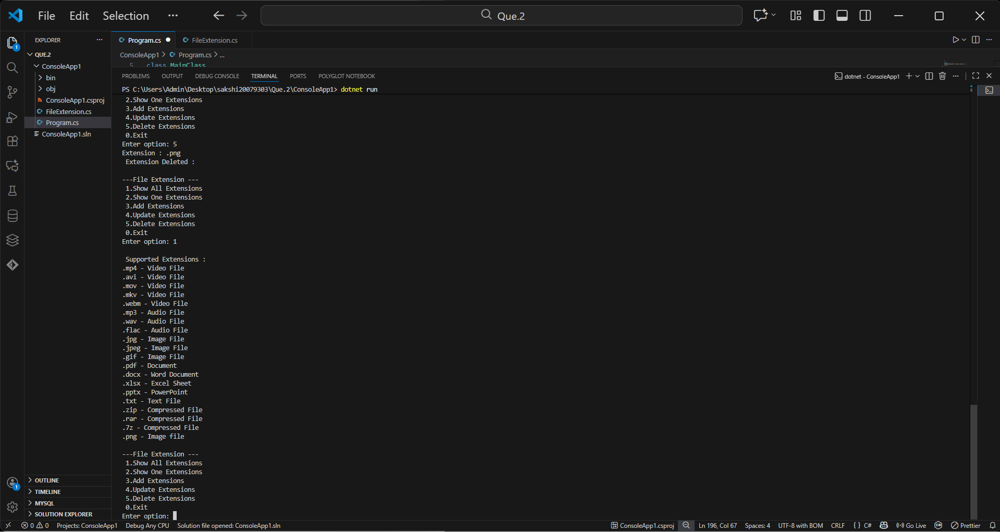 File Edit Selection ··· Que.2
EXPLORER ···
QUE.2
ConsoleApp1
bin
obj
ConsoleApp1.csproj
FileExtension.cs
Program.cs
ConsoleApp1.sln
OUTLINE
TIMELINE
MYSQL
SOLUTION EXPLORER
Program.cs FileExtension.cs
ConsoleApp1 > Program.cs > ...
5 class MainClass
PROBLEMS OUTPUT DEBUG CONSOLE TERMINAL PORTS POLYGLOT NOTEBOOK dotnet - ConsoleApp1
PS C:\Users\Admin\Desktop\sakshi20079303\Que.2\ConsoleApp1> dotnet run
2.Show One Extensions
3.Add Extensions
4.Update Extensions
5.Delete Extensions
0.Exit
Enter option: 5
Extension : .png
Extension Deleted :
---File Extension ---
1.Show All Extensions
2.Show One Extensions
3.Add Extensions
4.Update Extensions
5.Delete Extensions
0.Exit
Enter option: 1
Supported Extensions :
.mp4 - Video File
.avi - Video File
.mov - Video File
.mkv - Video File
.webm - Video File
.mp3 - Audio File
.wav - Audio File
.flac - Audio File
.jpg - Image File
.jpeg - Image File
.gif - Image File
.pdf - Document
.docx - Word Document
.xlsx - Excel Sheet
.pptx - PowerPoint
.txt - Text File
.zip - Compressed File
.rar - Compressed File
.7z - Compressed File
.png - Image file
---File Extension ---
1.Show All Extensions
2.Show One Extensions
3.Add Extensions
4.Update Extensions
5.Delete Extensions
0.Exit
Enter option:
0 0 Projects: ConsoleApp1 Debug Any CPU Solution file opened: ConsoleApp1.sln ConsoleApp1.csproj Ln 196, Col 67 Spaces: 4 UTF-8 with BOM CRLF { } C# Go Live Prettier